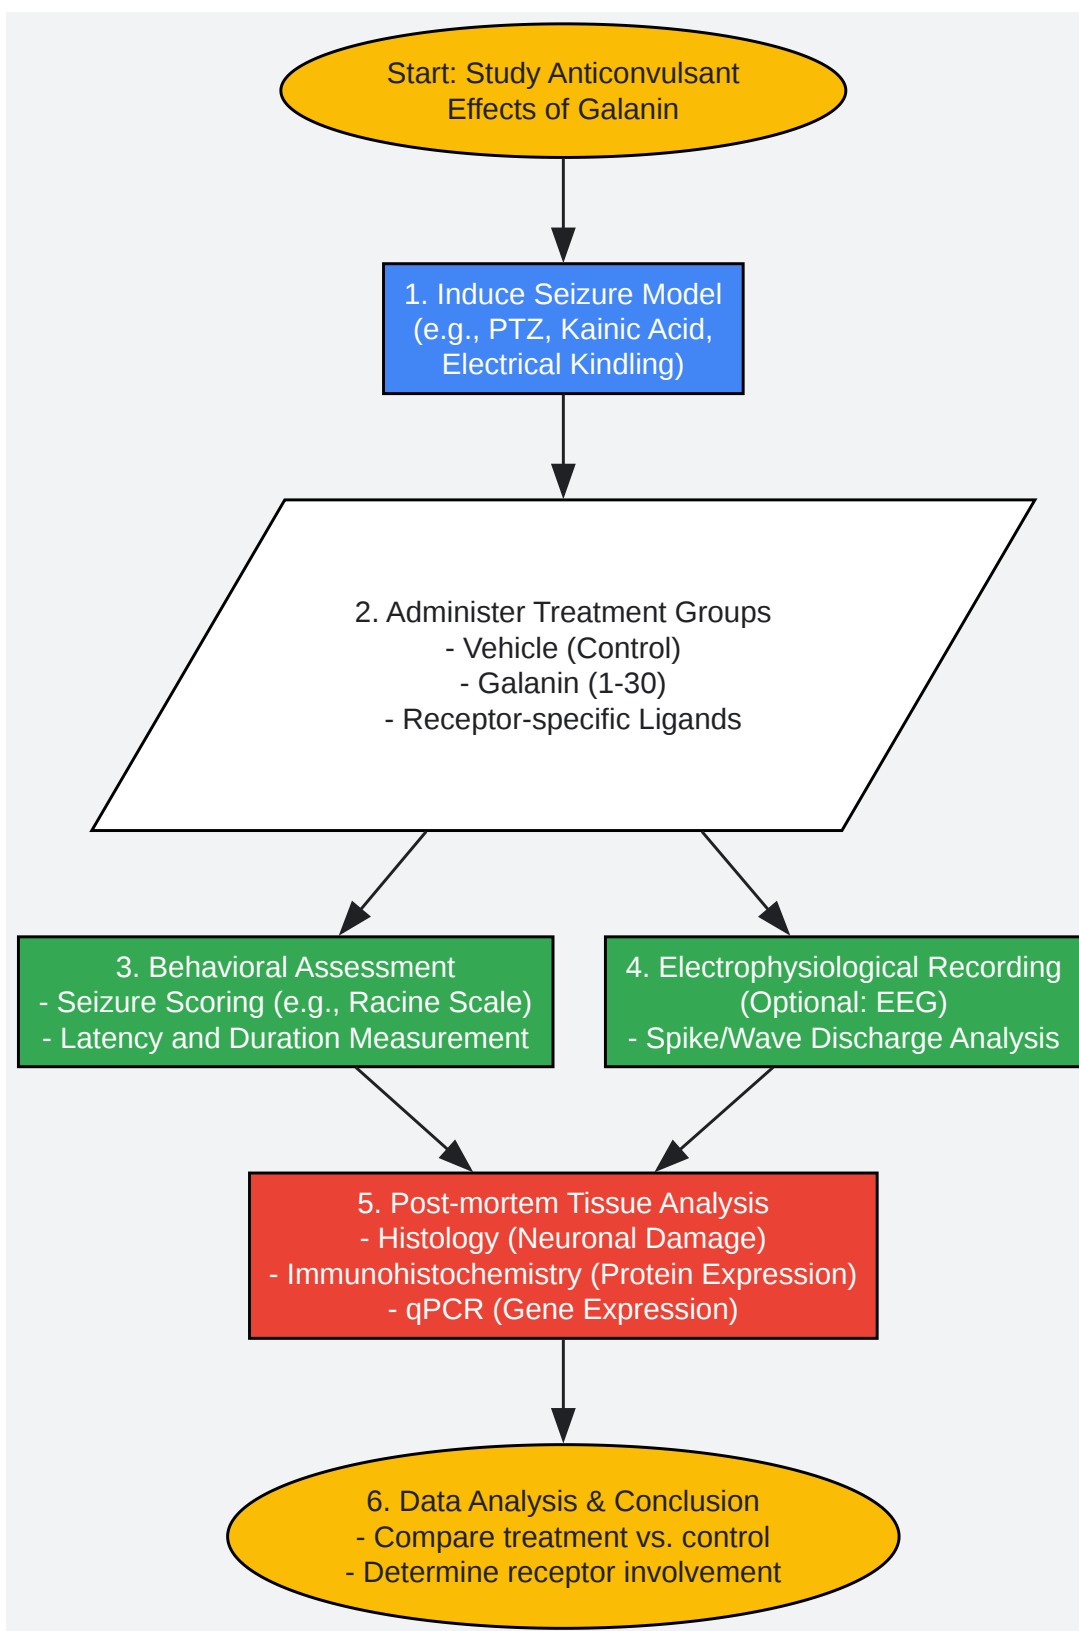 Start: Study Anticonvulsant
Effects of Galanin
1. Induce Seizure Model
(e.g., PTZ, Kainic Acid,
Electrical Kindling)
2. Administer Treatment Groups
- Vehicle (Control)
- Galanin (1-30)
- Receptor-specific Ligands
3. Behavioral Assessment
- Seizure Scoring (e.g., Racine Scale)
- Latency and Duration Measurement
4. Electrophysiological Recording
(Optional: EEG)
- Spike/Wave Discharge Analysis
5. Post-mortem Tissue Analysis
- Histology (Neuronal Damage)
- Immunohistochemistry (Protein Expression)
- qPCR (Gene Expression)
6. Data Analysis & Conclusion
- Compare treatment vs. control
- Determine receptor involvement